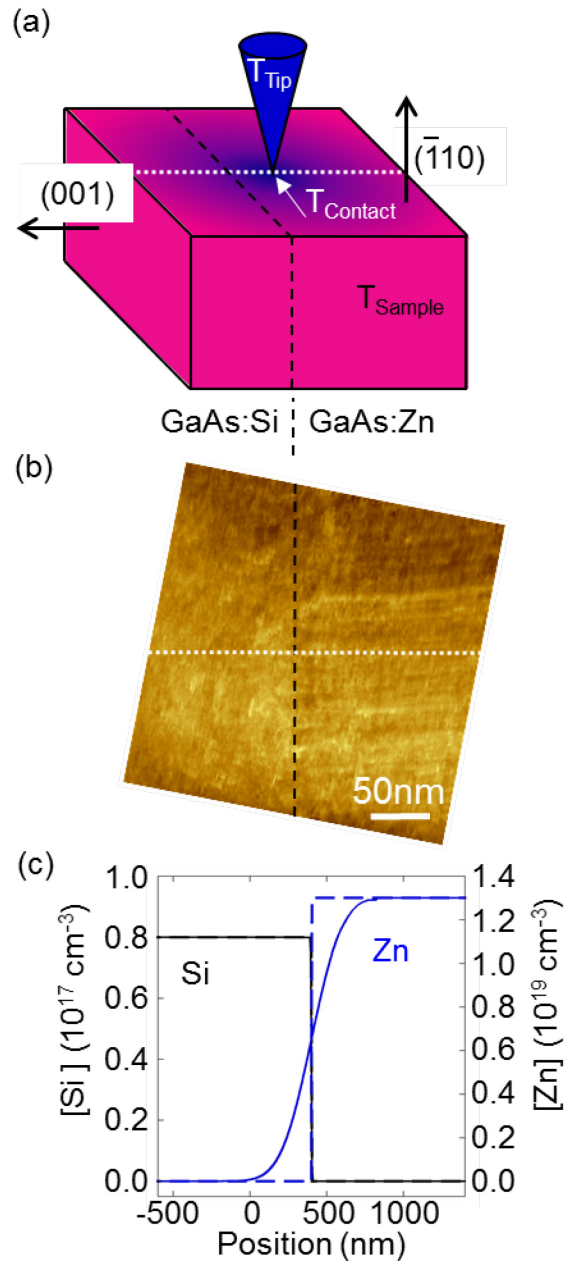 (a)
T_Tip
(001)
(1̄10)
T_Contact
T_Sample
GaAs:Si GaAs:Zn
(b)
50nm
(c)
1.0 1.4
0.8 1.2
0.6 1.0
0.4 0.8
0.2 0.6
0.0 0.4
0.2
0.0
Si Zn
[Si ] (10^17 cm^-3)
[Zn] (10^19 cm^-3)
-500 0 500 1000
Position (nm)